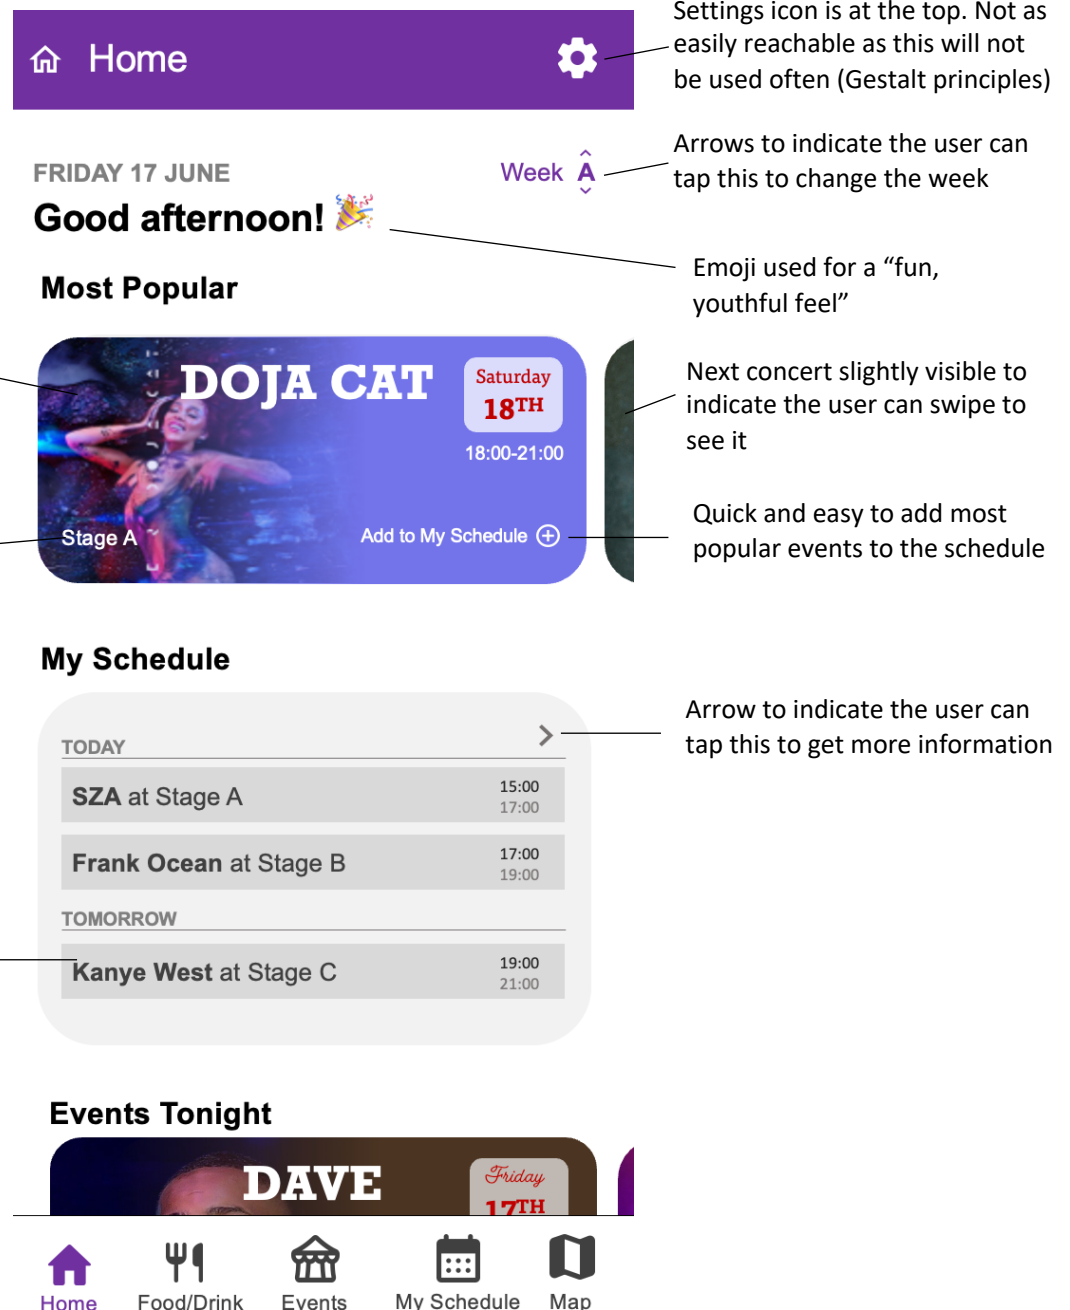 Settings icon is at the top. Not as
easily reachable as this will not
be used often (Gestalt principles)
Home
Arrows to indicate the user can
tap this to change the week
FRIDAY 17 JUNE
Week A
Good afternoon! 🎉
Emoji used for a “fun,
youthful feel”
Most Popular
Next concert slightly visible to
indicate the user can swipe to
see it
DOJA CAT
Saturday
18TH
18:00-21:00
Stage A
Add to My Schedule
Quick and easy to add most
popular events to the schedule
My Schedule
Arrow to indicate the user can
tap this to get more information
TODAY
SZA at Stage A
15:00
17:00
Frank Ocean at Stage B
17:00
19:00
TOMORROW
Kanye West at Stage C
19:00
21:00
Events Tonight
DAVE
Friday
17TH
Home
Food/Drink
Events
My Schedule
Map